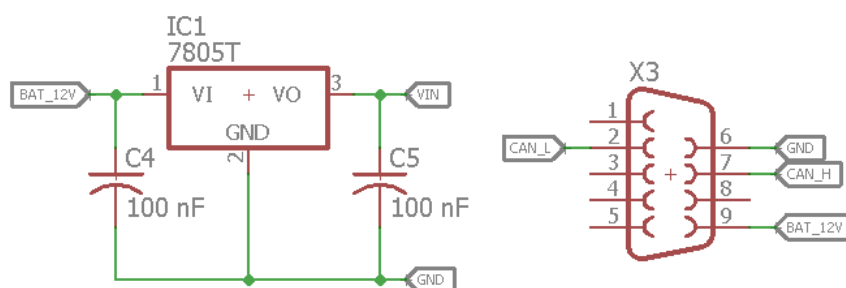 IC1
7805T
BAT_12V
1
VI
VO
3
VIN
GND
2
C4
100 nF
C5
100 nF
GND
X3
1
CAN_L
2
3
4
5
6
GND
7
CAN_H
8
9
BAT_12V